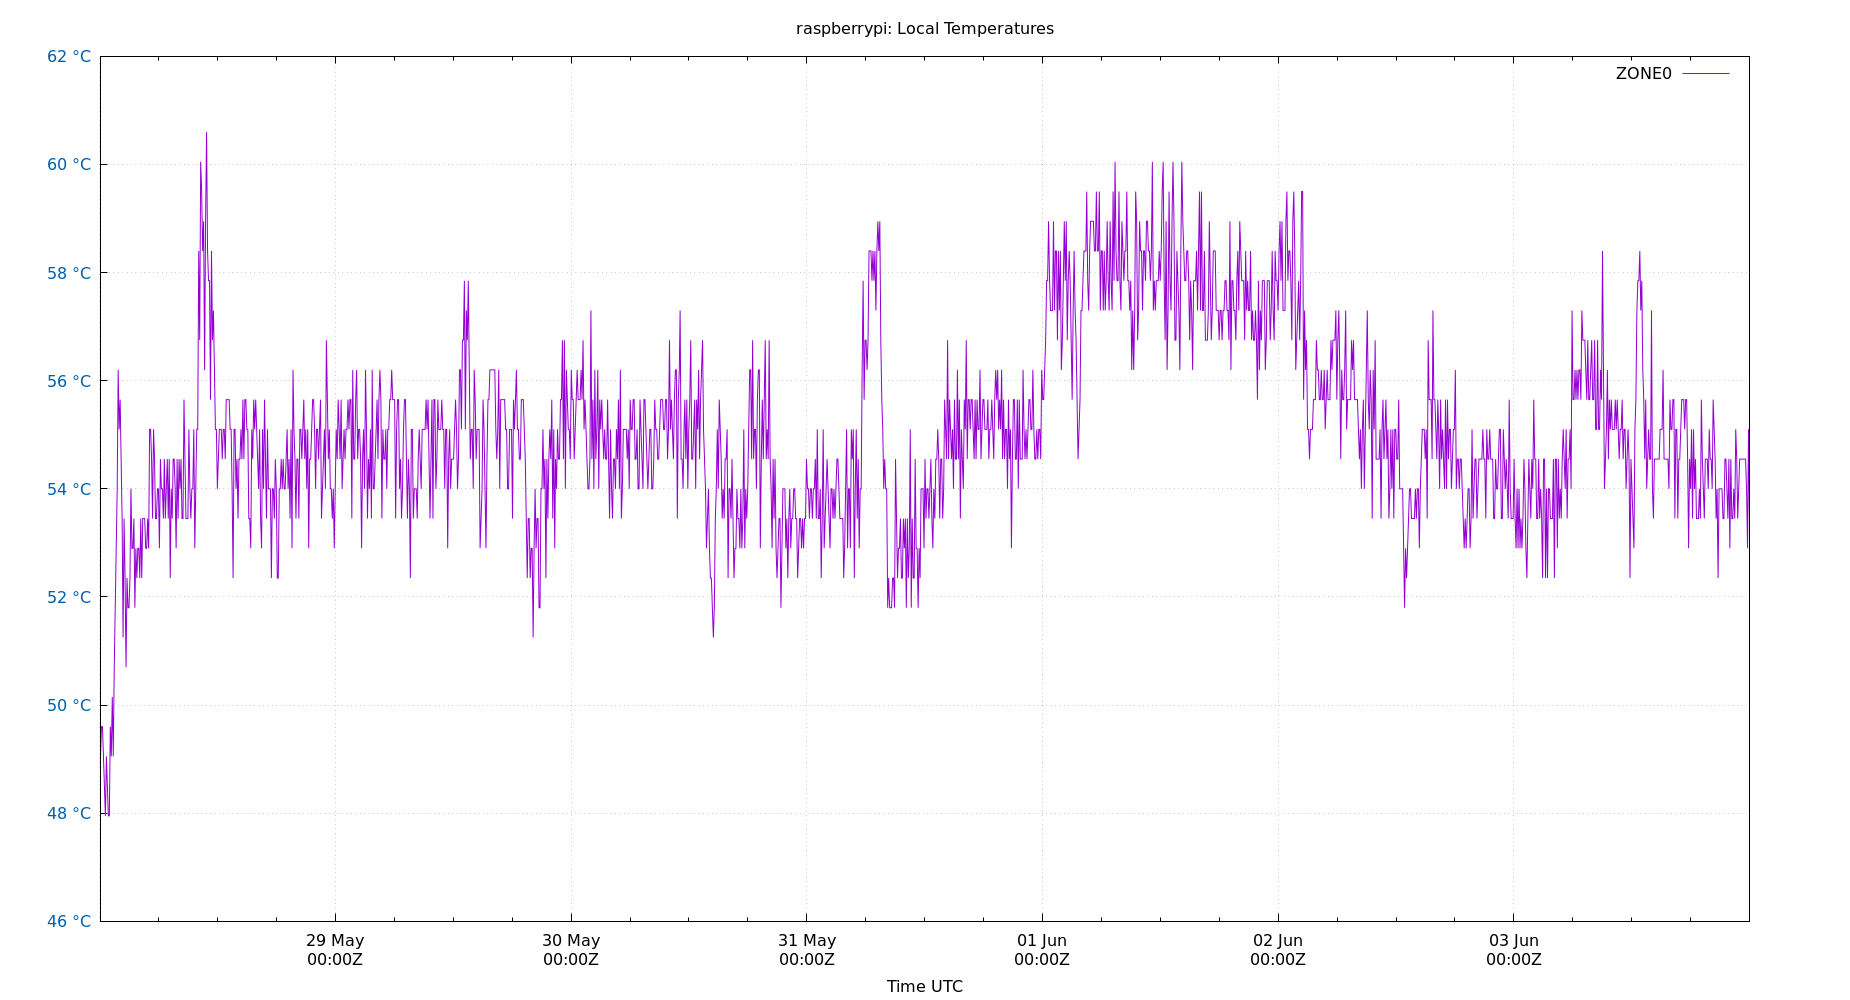 raspberrypi: Local Temperatures
62 °C
ZONE0
60 °C
58 °C
56 °C
54 °C
52 °C
50 °C
48 °C
46 °C
29 May 30 May 31 May 01 Jun 02 Jun 03 Jun
00:00Z 00:00Z 00:00Z 00:00Z 00:00Z 00:00Z
Time UTC